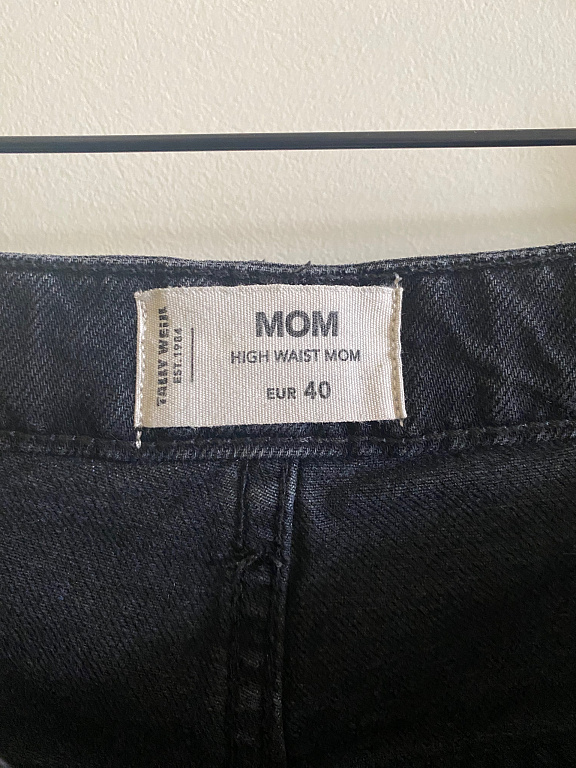 TALLY WEiJL
EST. 1984
MOM
HIGH WAIST MOM
EUR 40